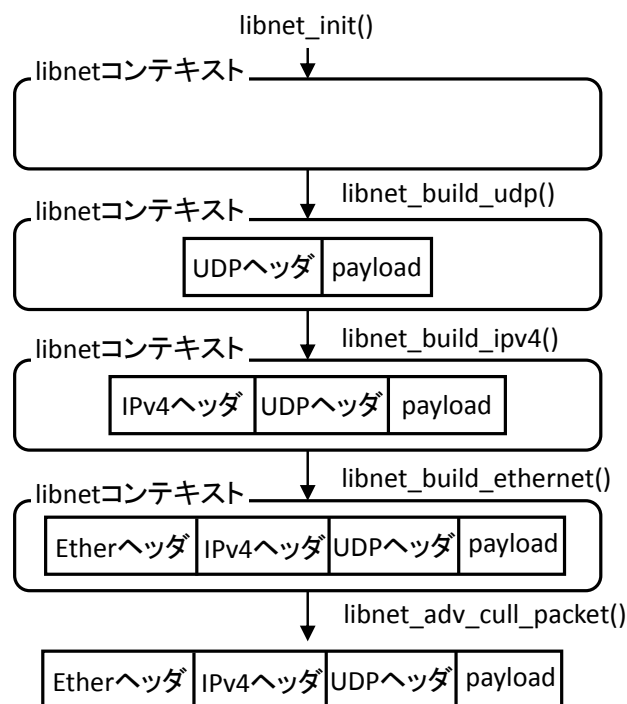 libnet_init()
libnetコンテキスト
libnet_build_udp()
libnetコンテキスト
UDPヘッダ payload
libnet_build_ipv4()
libnetコンテキスト
IPv4ヘッダ UDPヘッダ payload
libnet_build_ethernet()
libnetコンテキスト
Etherヘッダ IPv4ヘッダ UDPヘッダ payload
libnet_adv_cull_packet()
Etherヘッダ IPv4ヘッダ UDPヘッダ payload